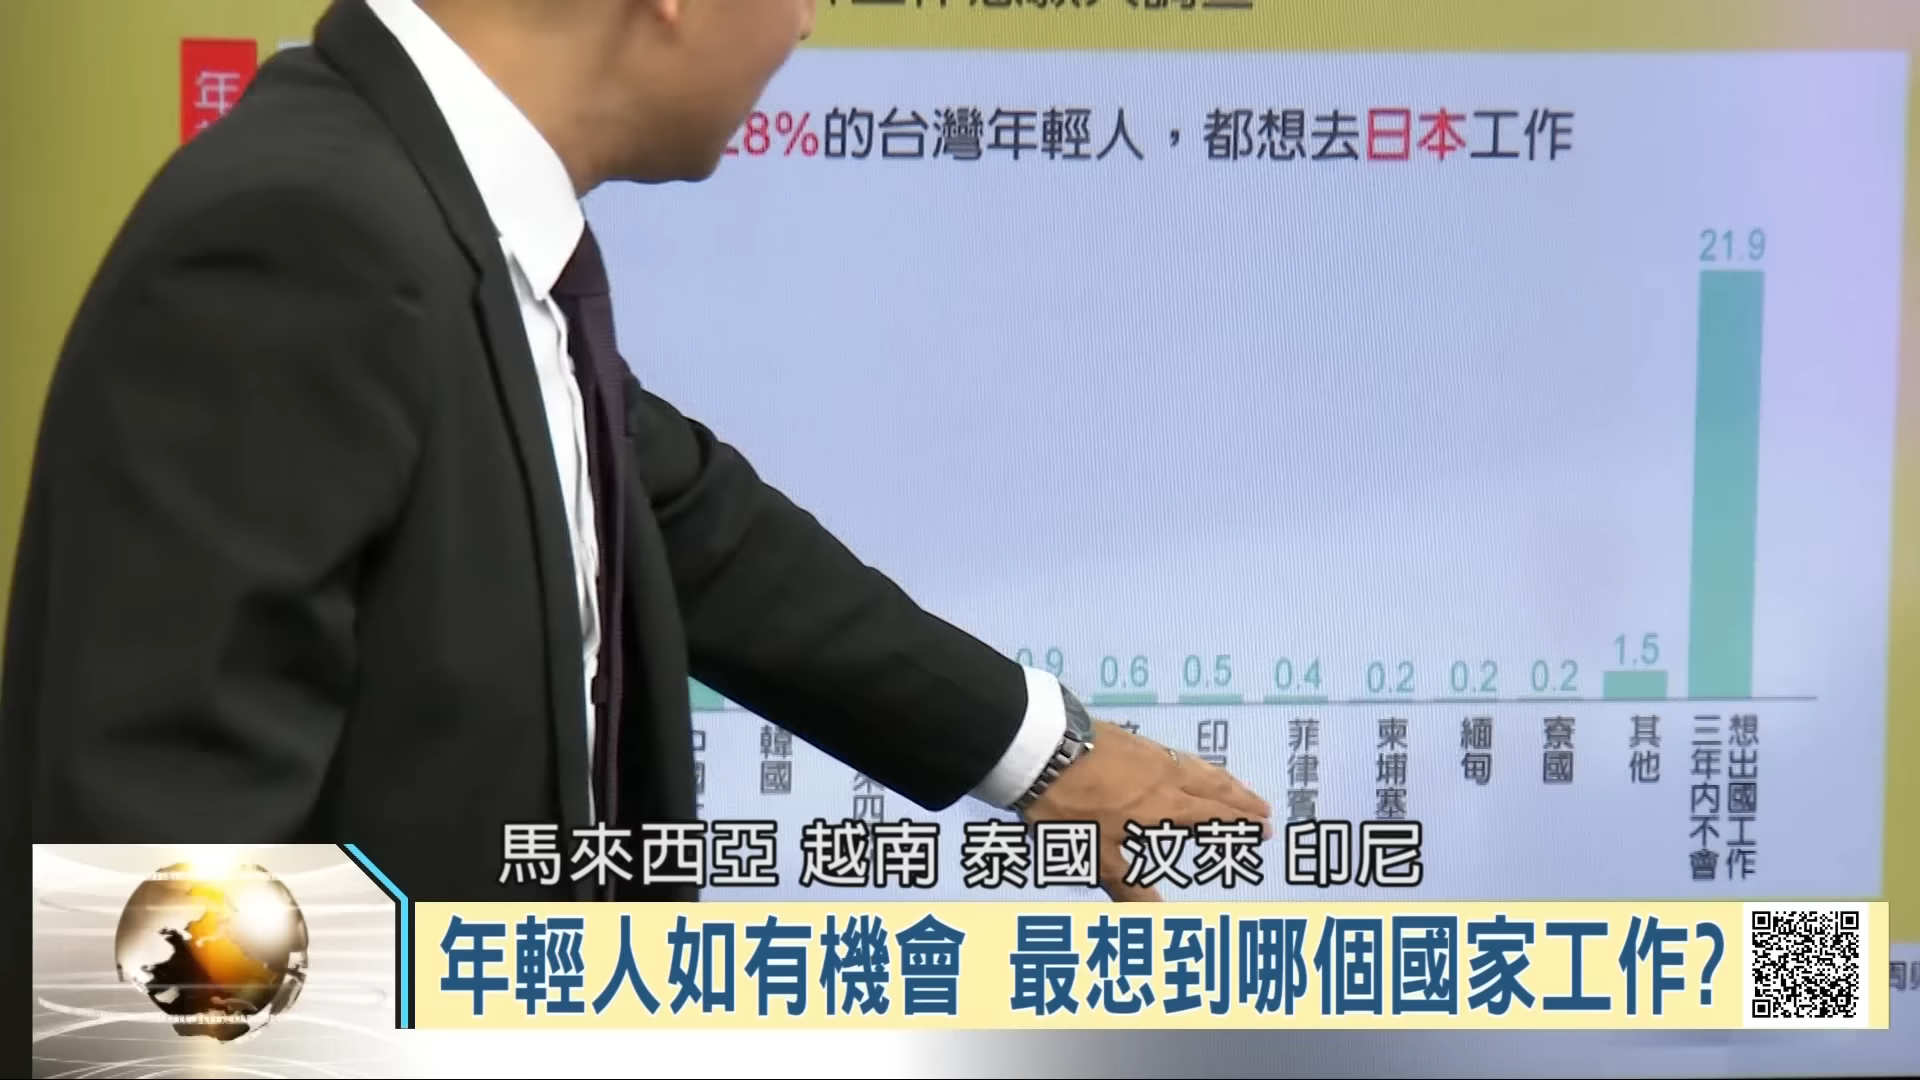 年
28%的台灣年輕人，都想去日本工作
21.9
0.9
0.6
0.5
0.4
0.2
0.2
0.2
1.5
韓國
印尼
菲律賓
柬埔寨
緬甸
寮國
其他
想出國工作
三年內不會
馬來西亞 越南 泰國 汶萊 印尼
年輕人如有機會 最想到哪個國家工作?